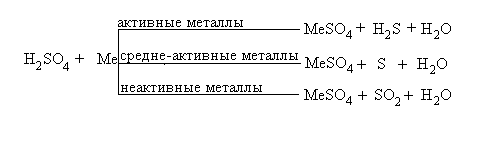 активные металлы
MeSO4 + H2S + H2O
H2SO4 + Me средне-активные металлы MeSO4 + S + H2O
неактивные металлы
MeSO4 + SO2 + H2O